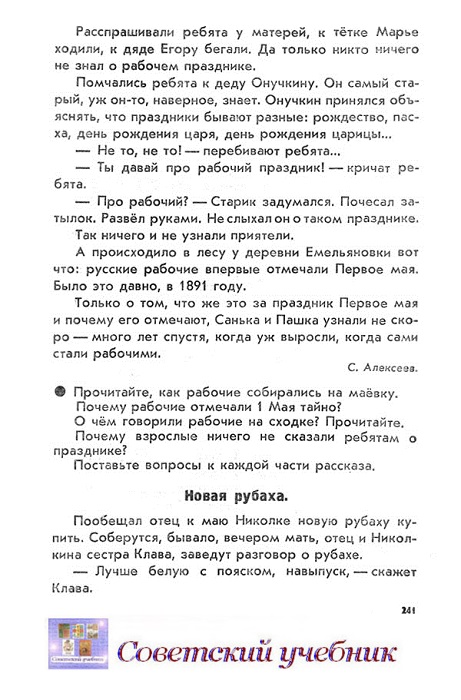 Расспрашивали ребята у матерей, к тётке Марье
ходили, к дяде Егору бегали. Да только никто ничего
не знал о рабочем празднике.
Помчались ребята к деду Онучкину. Он самый ста-
рый, уж он-то, наверное, знает. Онучкин принялся объ-
яснять, что праздники бывают разные: рождество, пас-
ха, день рождения царя, день рождения царицы...
— Не то, не то! — перебивают ребята...
— Ты давай про рабочий праздник! — кричат ре-
бята.
— Про рабочий? — Старик задумался. Почесал за-
тылок. Развёл руками. Не слыхал он о таком празднике.
Так ничего и не узнали приятели.
А происходило в лесу у деревни Емельяновки вот
что: русские рабочие впервые отмечали Первое мая.
Было это давно, в 1891 году.
Только о том, что же это за праздник Первое мая
и почему его отмечают, Санька и Пашка узнали не ско-
ро — много лет спустя, когда уж выросли, когда сами
стали рабочими.
С. Алексеев.
Прочитайте, как рабочие собирались на маёвку.
Почему рабочие отмечали 1 Мая тайно?
О чём говорили рабочие на сходке? Прочитайте.
Почему взрослые ничего не сказали ребятам о
празднике?
Поставьте вопросы к каждой части рассказа.
Новая рубаха.
Пообещал отец к маю Николке новую рубаху ку-
пить. Соберутся, бывало, вечером мать, отец и Никол-
кина сестра Клава, заведут разговор о рубахе.
— Лучше белую с пояском, навыпуск, — скажет
Клава.
241
Советский учебник
Советский учебник